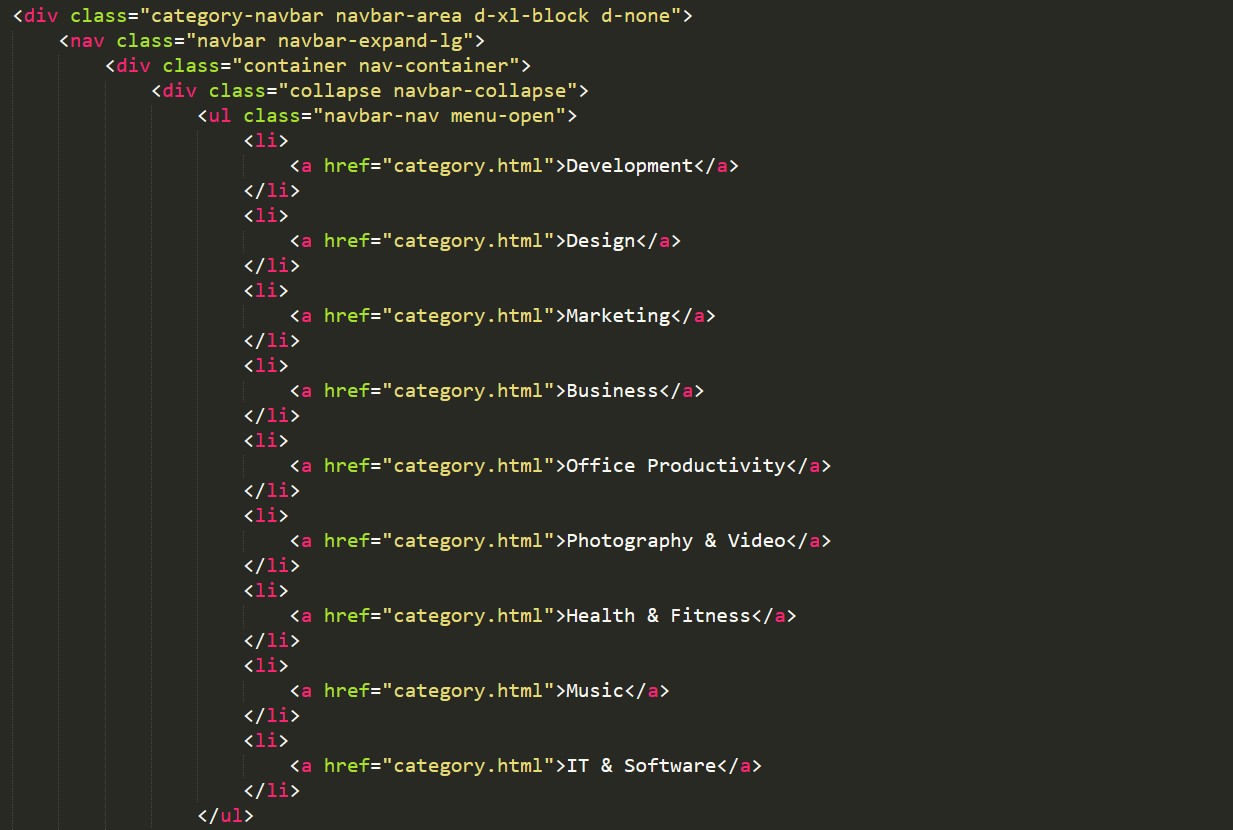 <div class="category-navbar navbar-area d-xl-block d-none">
    <nav class="navbar navbar-expand-lg">
        <div class="container nav-container">
            <div class="collapse navbar-collapse">
                <ul class="navbar-nav menu-open">
                    <li>
                        <a href="category.html">Development</a>
                    </li>
                    <li>
                        <a href="category.html">Design</a>
                    </li>
                    <li>
                        <a href="category.html">Marketing</a>
                    </li>
                    <li>
                        <a href="category.html">Business</a>
                    </li>
                    <li>
                        <a href="category.html">Office Productivity</a>
                    </li>
                    <li>
                        <a href="category.html">Photography & Video</a>
                    </li>
                    <li>
                        <a href="category.html">Health & Fitness</a>
                    </li>
                    <li>
                        <a href="category.html">Music</a>
                    </li>
                    <li>
                        <a href="category.html">IT & Software</a>
                    </li>
                </ul>